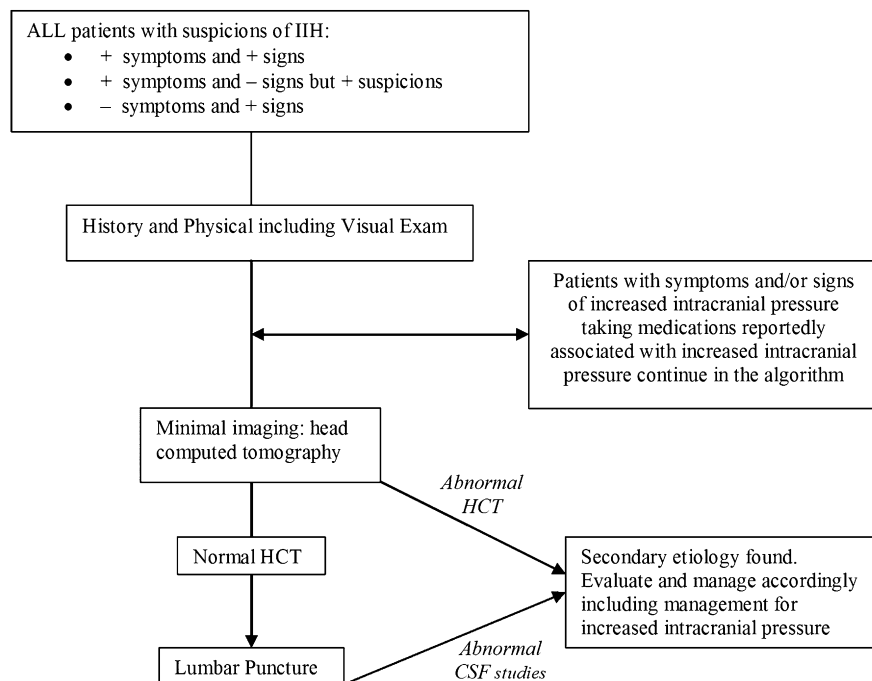 ALL patients with suspicions of IIH:
• + symptoms and + signs
• + symptoms and – signs but + suspicions
• – symptoms and + signs
History and Physical including Visual Exam
Patients with symptoms and/or signs
of increased intracranial pressure
taking medications reportedly
associated with increased intracranial
pressure continue in the algorithm
Minimal imaging: head
computed tomography
Abnormal
HCT
Normal HCT
Secondary etiology found.
Evaluate and manage accordingly
including management for
increased intracranial pressure
Lumbar Puncture
Abnormal
CSF studies